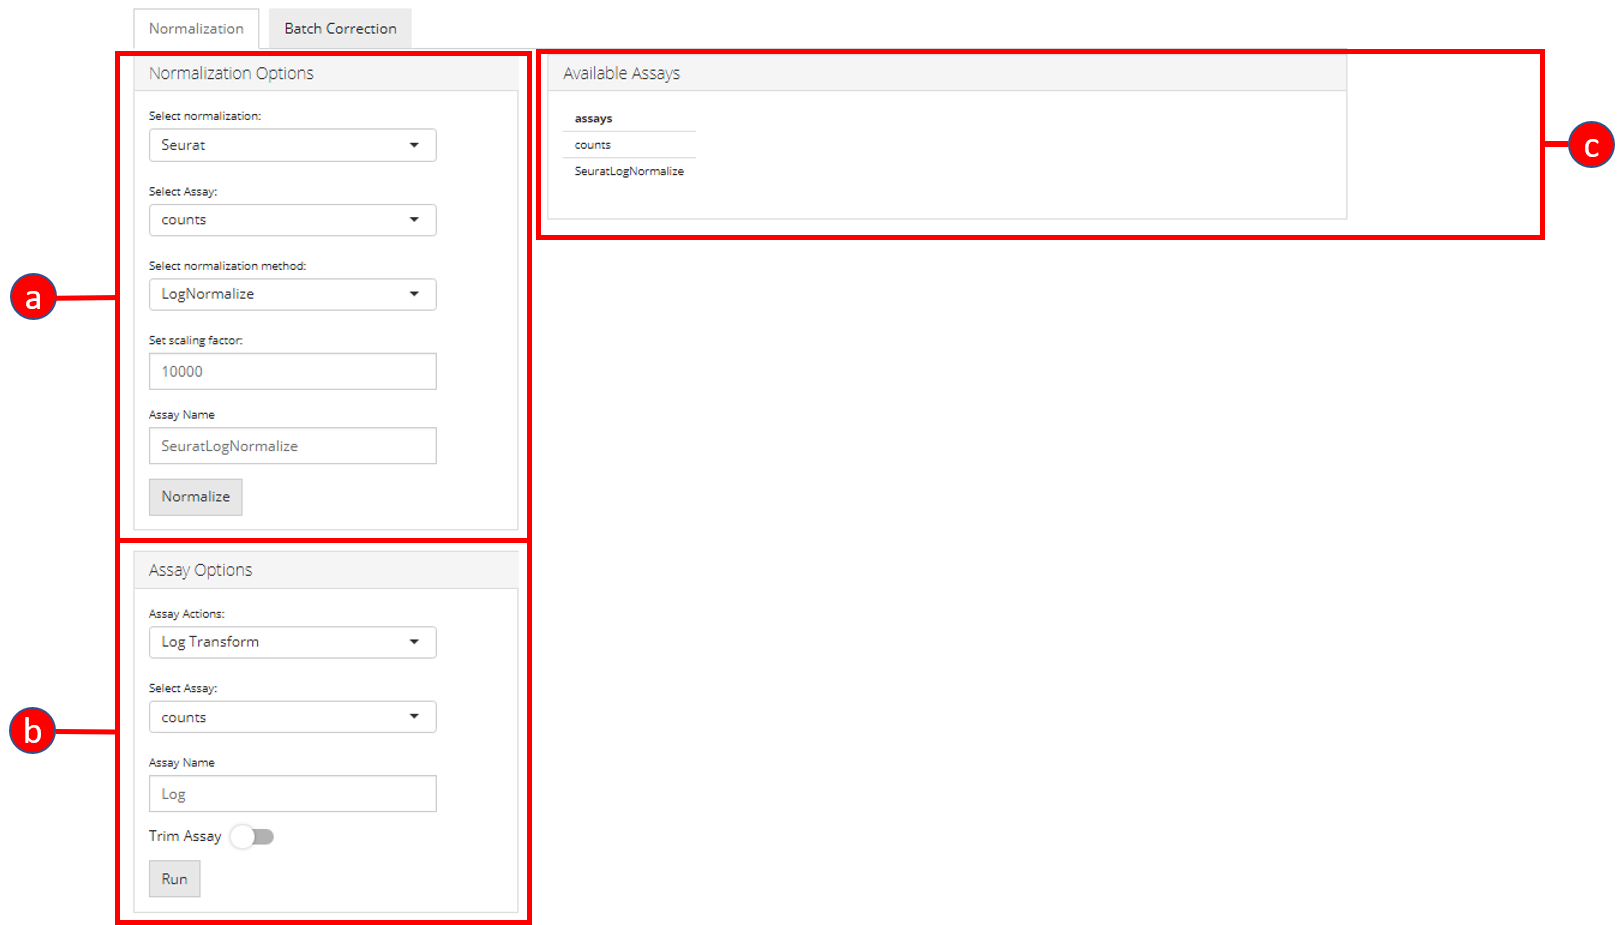 Normalization
Batch Correction
Normalization Options
Select normalization:
Seurat
Select Assay:
counts
Select normalization method:
LogNormalize
Set scaling factor:
10000
Assay Name
SeuratLogNormalize
Normalize
a
Assay Options
Assay Actions:
Log Transform
Select Assay:
counts
Assay Name
Log
Trim Assay
Run
b
Available Assays
assays
counts
SeuratLogNormalize
c